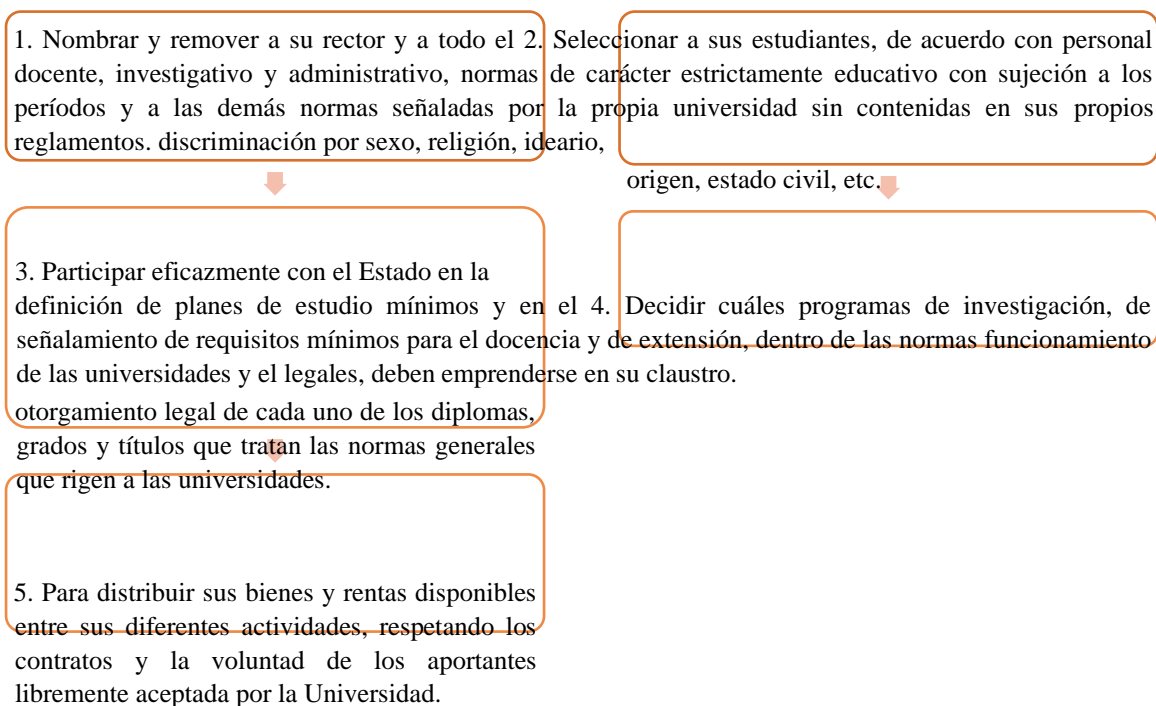 1. Nombrar y remover a su rector y a todo el 2. Seleccionar a sus estudiantes, de acuerdo con personal
docente, investigativo y administrativo, normas de carácter estrictamente educativo con sujeción a los
períodos y a las demás normas señaladas por la propia universidad sin contenidas en sus propios
reglamentos. discriminación por sexo, religión, ideario,
origen, estado civil, etc.
3. Participar eficazmente con el Estado en la
definición de planes de estudio mínimos y en el 4. Decidir cuáles programas de investigación, de
señalamiento de requisitos mínimos para el docencia y de extensión, dentro de las normas funcionamiento
de las universidades y el legales, deben emprenderse en su claustro.
otorgamiento legal de cada uno de los diplomas,
grados y títulos que tratan las normas generales
que rigen a las universidades.
5. Para distribuir sus bienes y rentas disponibles
entre sus diferentes actividades, respetando los
contratos y la voluntad de los aportantes
libremente aceptada por la Universidad.